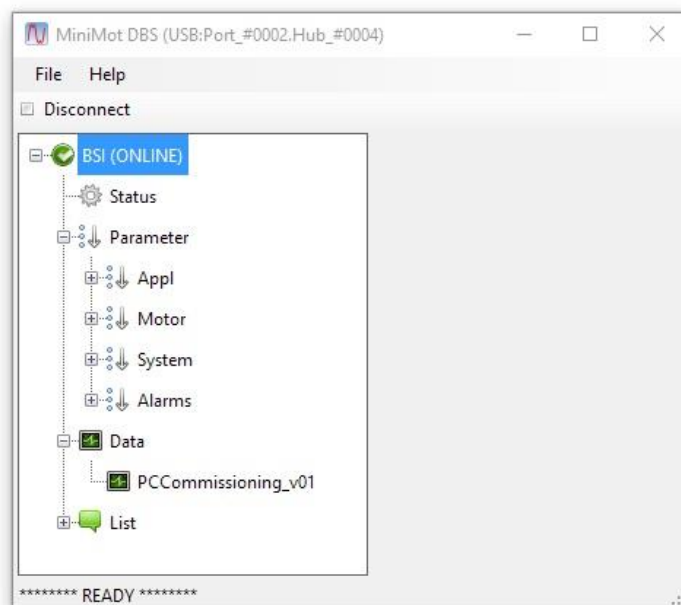 MiniMot DBS (USB:Port_#0002.Hub_#0004)
File Help
Disconnect
BSI (ONLINE)
Status
Parameter
Appl
Motor
System
Alarms
Data
PCCommissioning_v01
List
******** READY ********